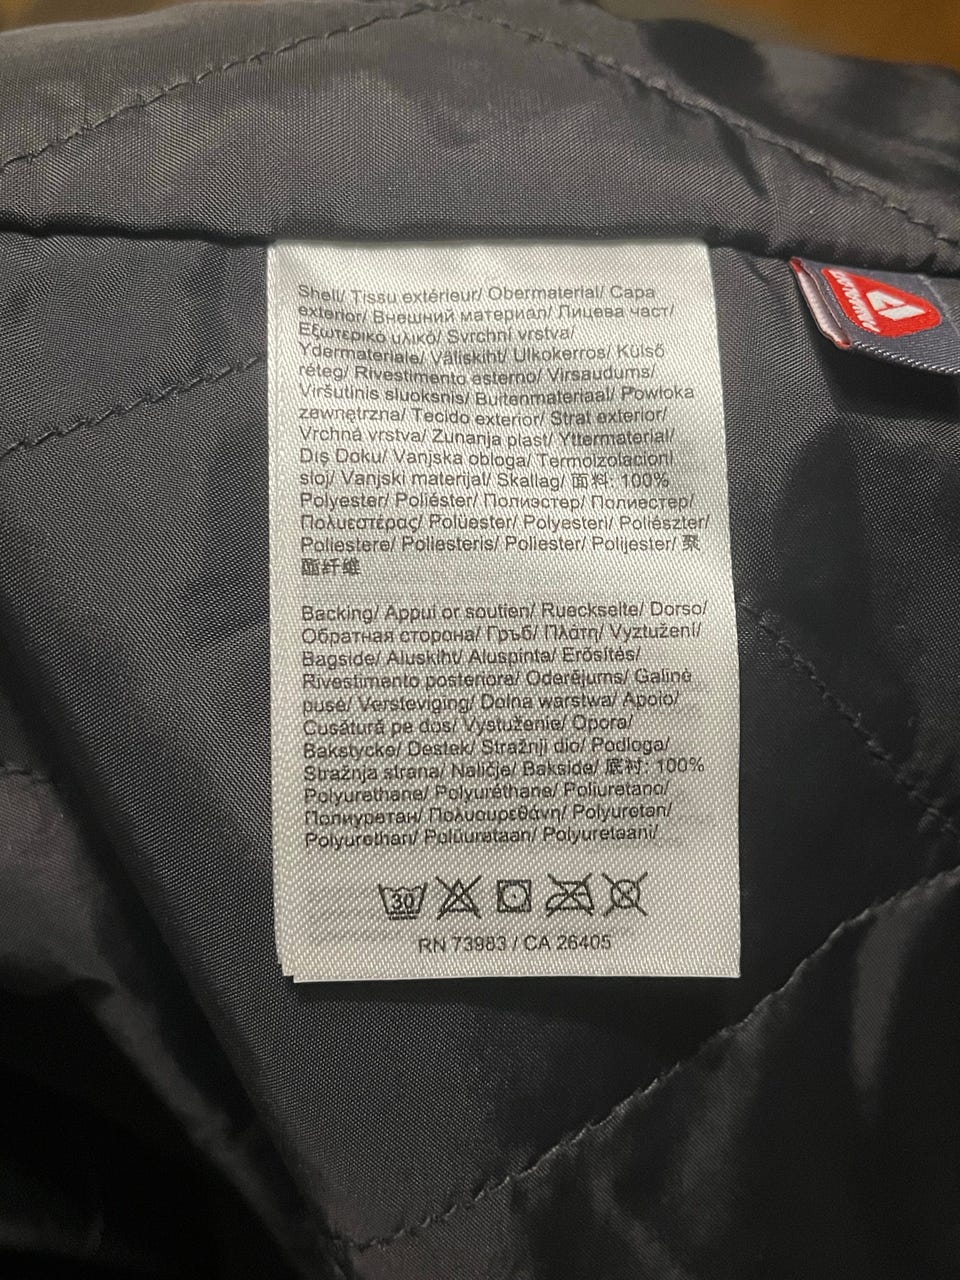 Shell/ Tissu extérieur/ Obermaterial/ Capa
exterior/ Внешний материал/ Лицева част/
Εξωτερικό υλικό/ Svrchní vrstva/
Ydermateriale/ Väliskiht/ Ulkokerros/ Külső
réteg/ Rivestimento esterno/ Virsaudums/
Viršutinis sluoksnis/ Buitenmateriaal/ Powłoka
zewnętrzna/ Tecido exterior/ Strat exterior/
Vrchná vrstva/ Zunanja plast/ Yttermaterial/
Dış Doku/ Vanjska obloga/ Termoizolacioni
sloj/ Vanjski materijal/ Skallag/ 面料: 100%
Polyester/ Poliéster/ Полиэстер/ Полиестер/
Πολυεστέρας/ Polüester/ Polyesteri/ Poliészter/
Poliestere/ Poliesteris/ Poliester/ Polijester/ 聚
酯纤维
Backing/ Appui or soutien/ Rueckseite/ Dorso/
Обратная сторона/ Гръб/ Πλάτη/ Vyztužení/
Bagside/ Aluskiht/ Aluspinta/ Erősítés/
Rivestimento posteriore/ Oderējums/ Galinė
pusė/ Versteviging/ Dolna warstwa/ Apoio/
Cusătură pe dos/ Vystuženie/ Opora/
Bakstycke/ Destek/ Stražnji dio/ Podloga/
Stražnja strana/ Naličje/ Bakside/ 底衬: 100%
Polyurethane/ Polyuréthane/ Poliuretano/
Полиуретан/ Πολυουρεθάνη/ Polyuretan/
Polyurethan/ Polüuretaan/ Polyuretaani/
30
RN 73983 / CA 26405